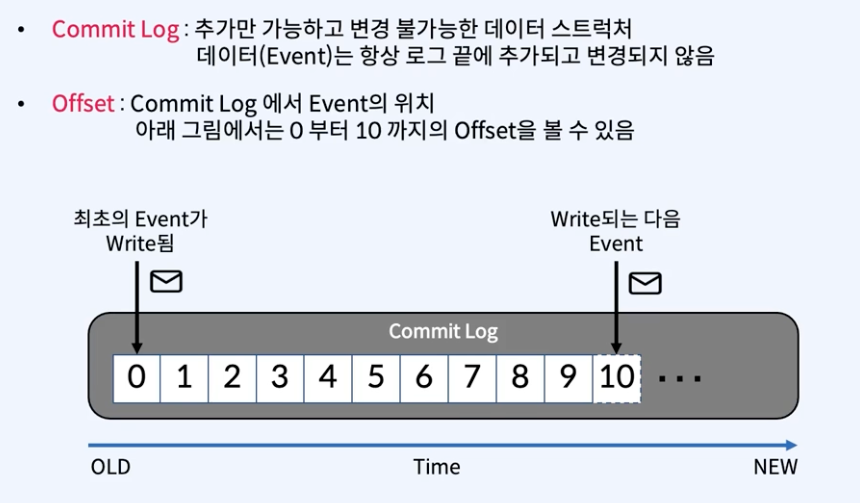 • Commit Log : 추가만 가능하고 변경 불가능한 데이터 스트럭처
데이터(Event)는 항상 로그 끝에 추가되고 변경되지 않음
• Offset : Commit Log 에서 Event의 위치
아래 그림에서는 0 부터 10 까지의 Offset을 볼 수 있음
최초의 Event가
Write됨
Write되는 다음
Event
Commit Log
0 1 2 3 4 5 6 7 8 9 10 ...
OLD Time NEW